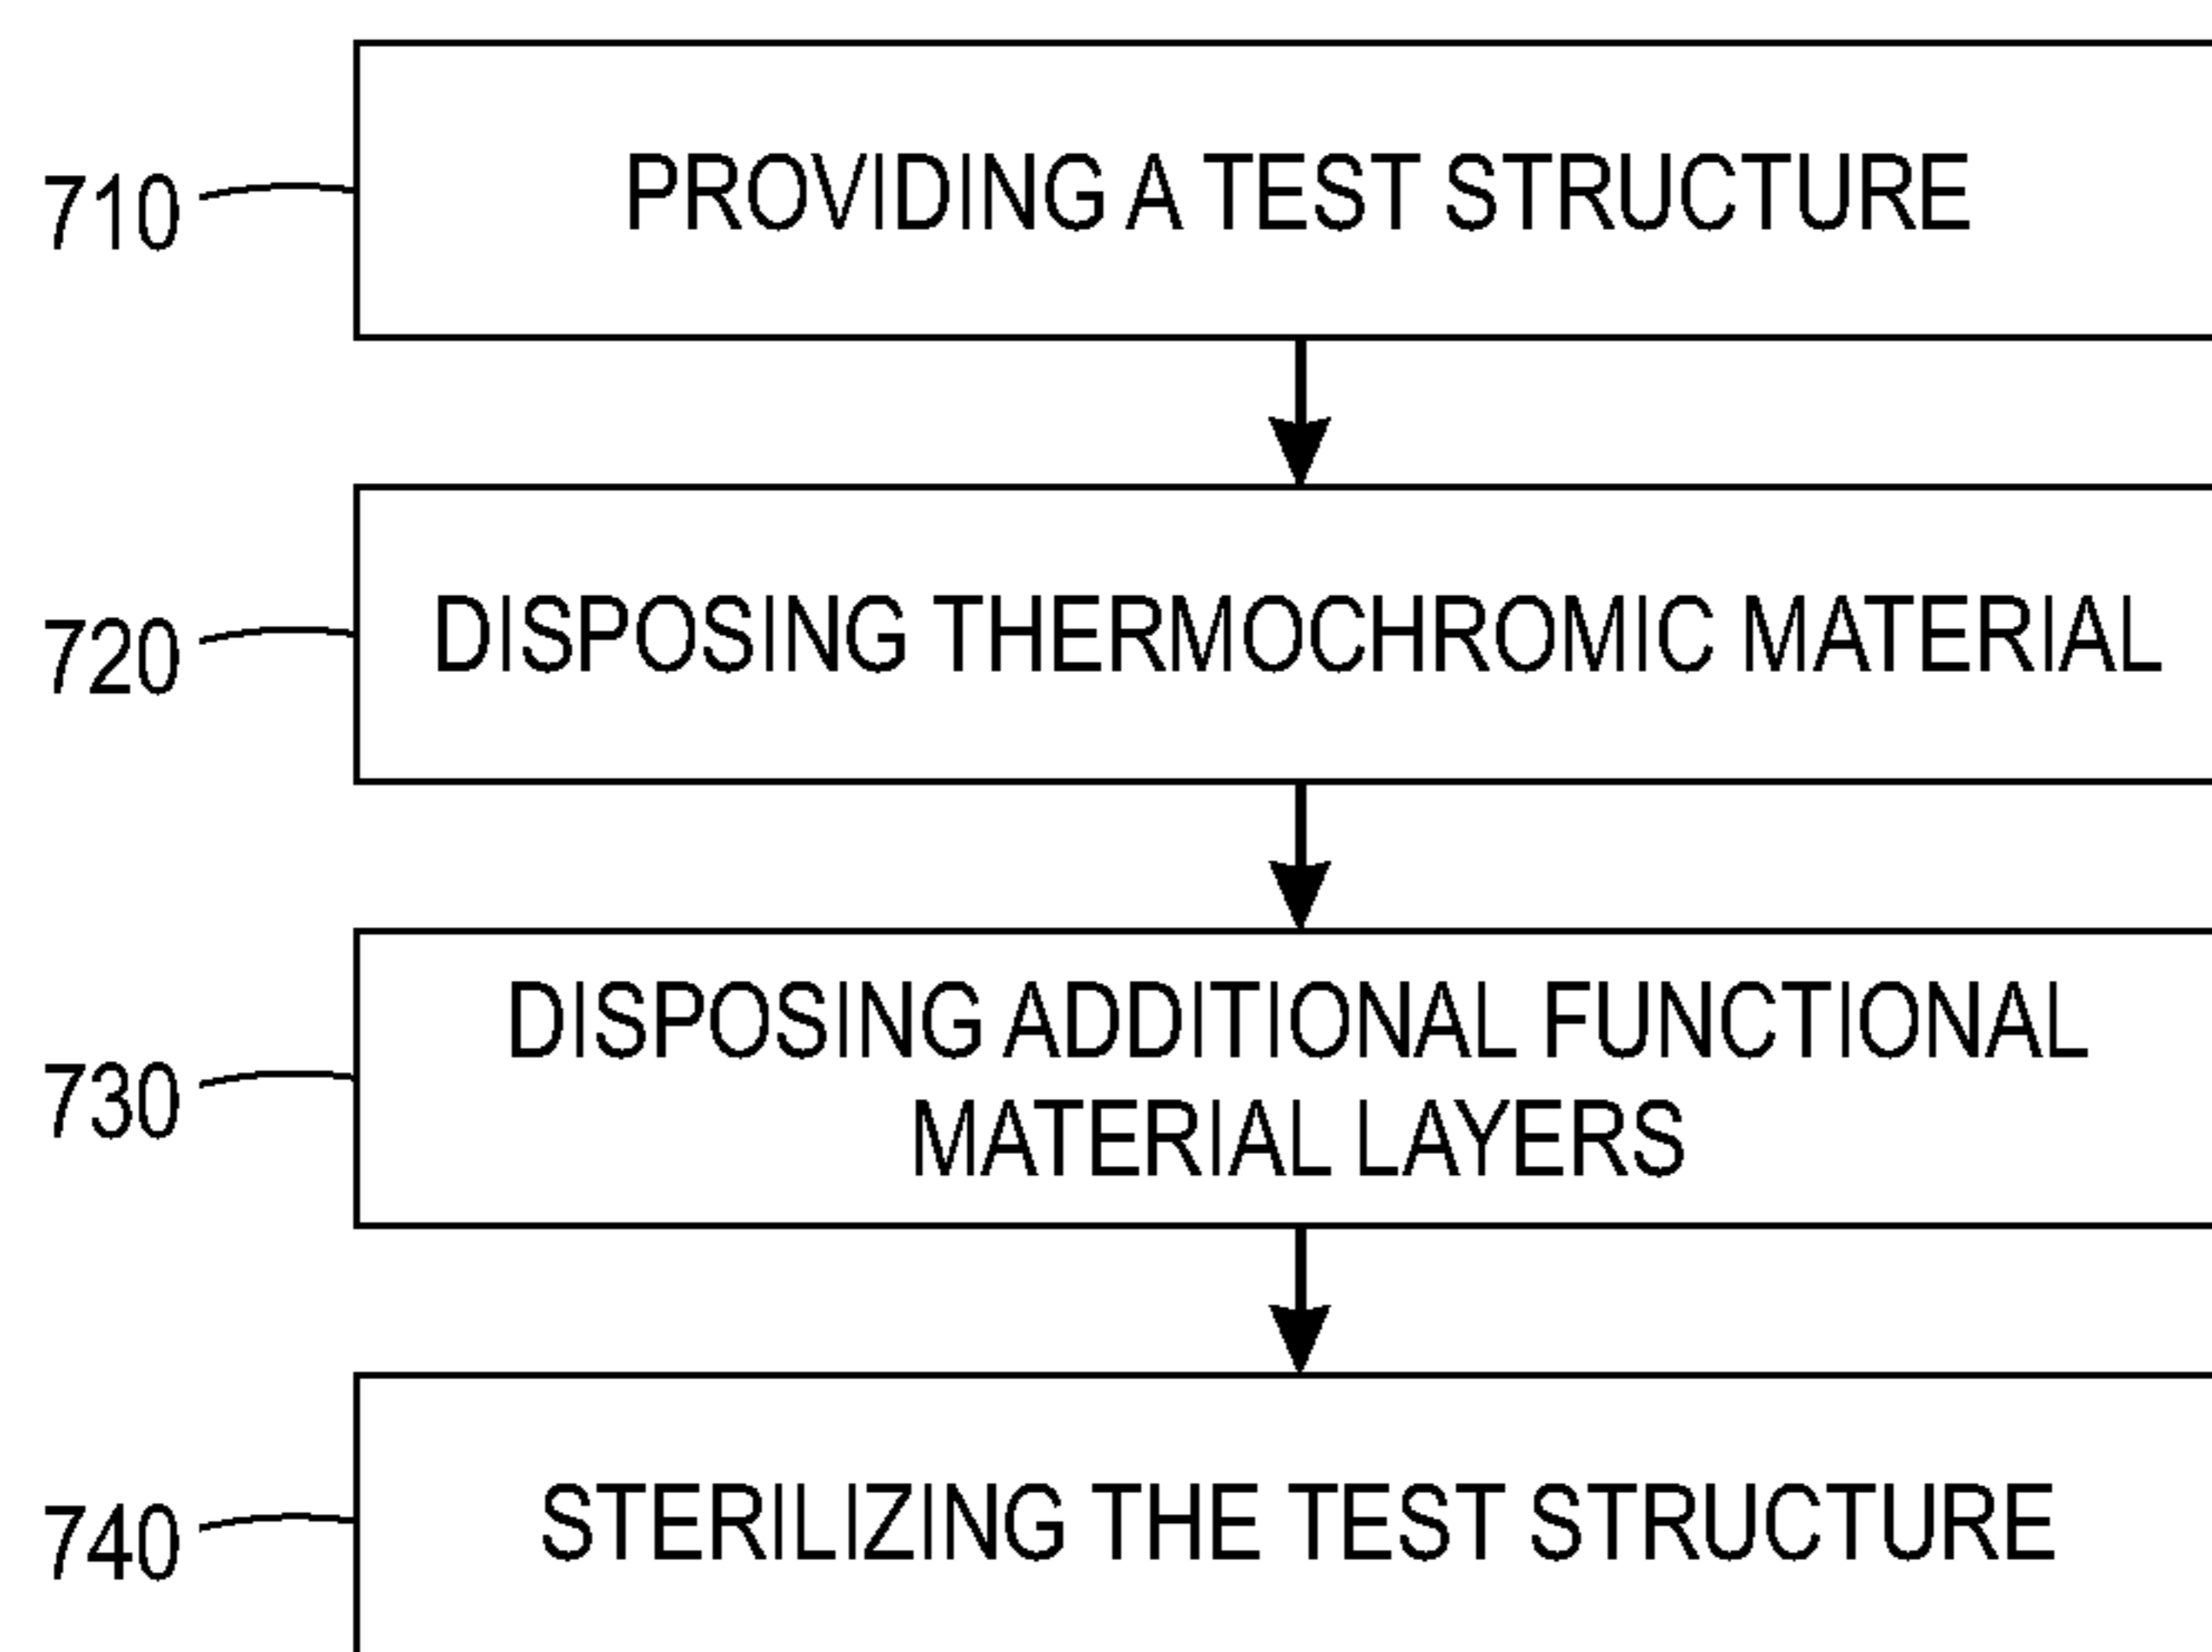 710 PROVIDING A TEST STRUCTURE
720 DISPOSING THERMOCHROMIC MATERIAL
730 DISPOSING ADDITIONAL FUNCTIONAL
MATERIAL LAYERS
740 STERILIZING THE TEST STRUCTURE